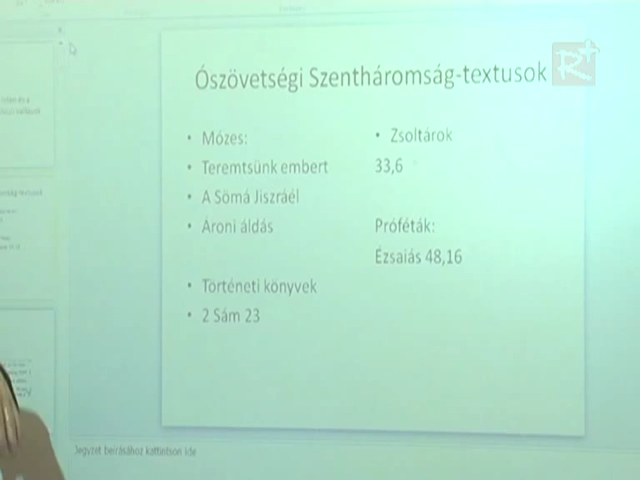 Ószövetségi Szentháromság-textusok
R+
• Mózes:
• Teremtsünk embert
• A Sömá Jiszráél
• Ároni áldás
• Történeti könyvek
• 2 Sám 23
• Zsoltárok
33,6
Próféták:
Ézsaiás 48,16
Jegyzet beírásához kattintson ide